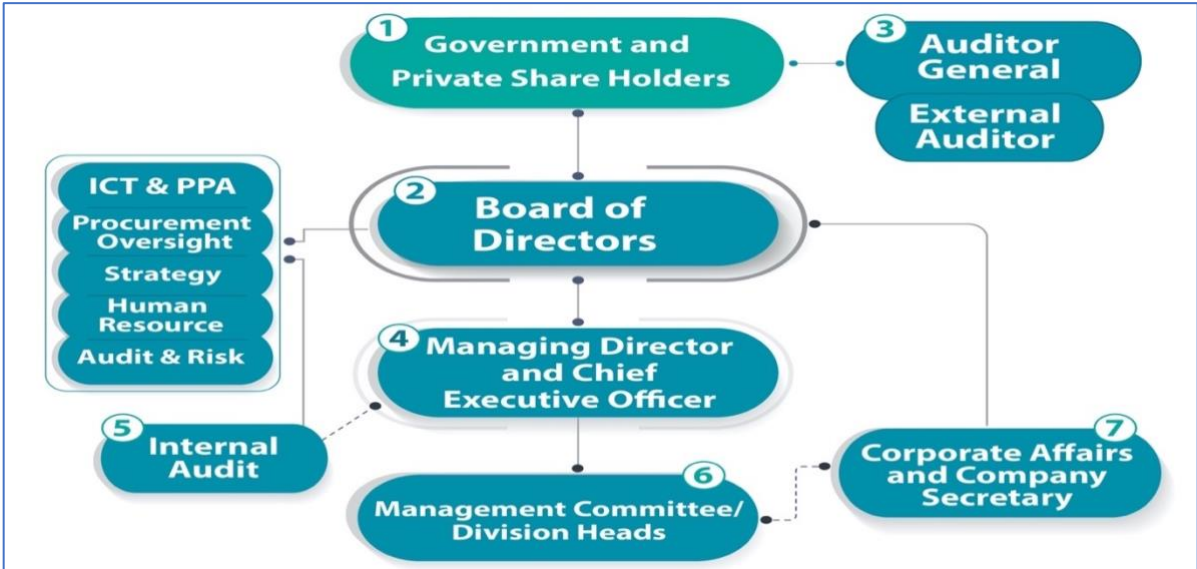 1
Government and
Private Share Holders
3
Auditor
General
External
Auditor
ICT & PPA
Procurement
Oversight
Strategy
Human
Resource
Audit & Risk
2
Board of
Directors
4
Managing Director
and Chief
Executive Officer
5
Internal
Audit
6
Management Committee/
Division Heads
7
Corporate Affairs
and Company
Secretary